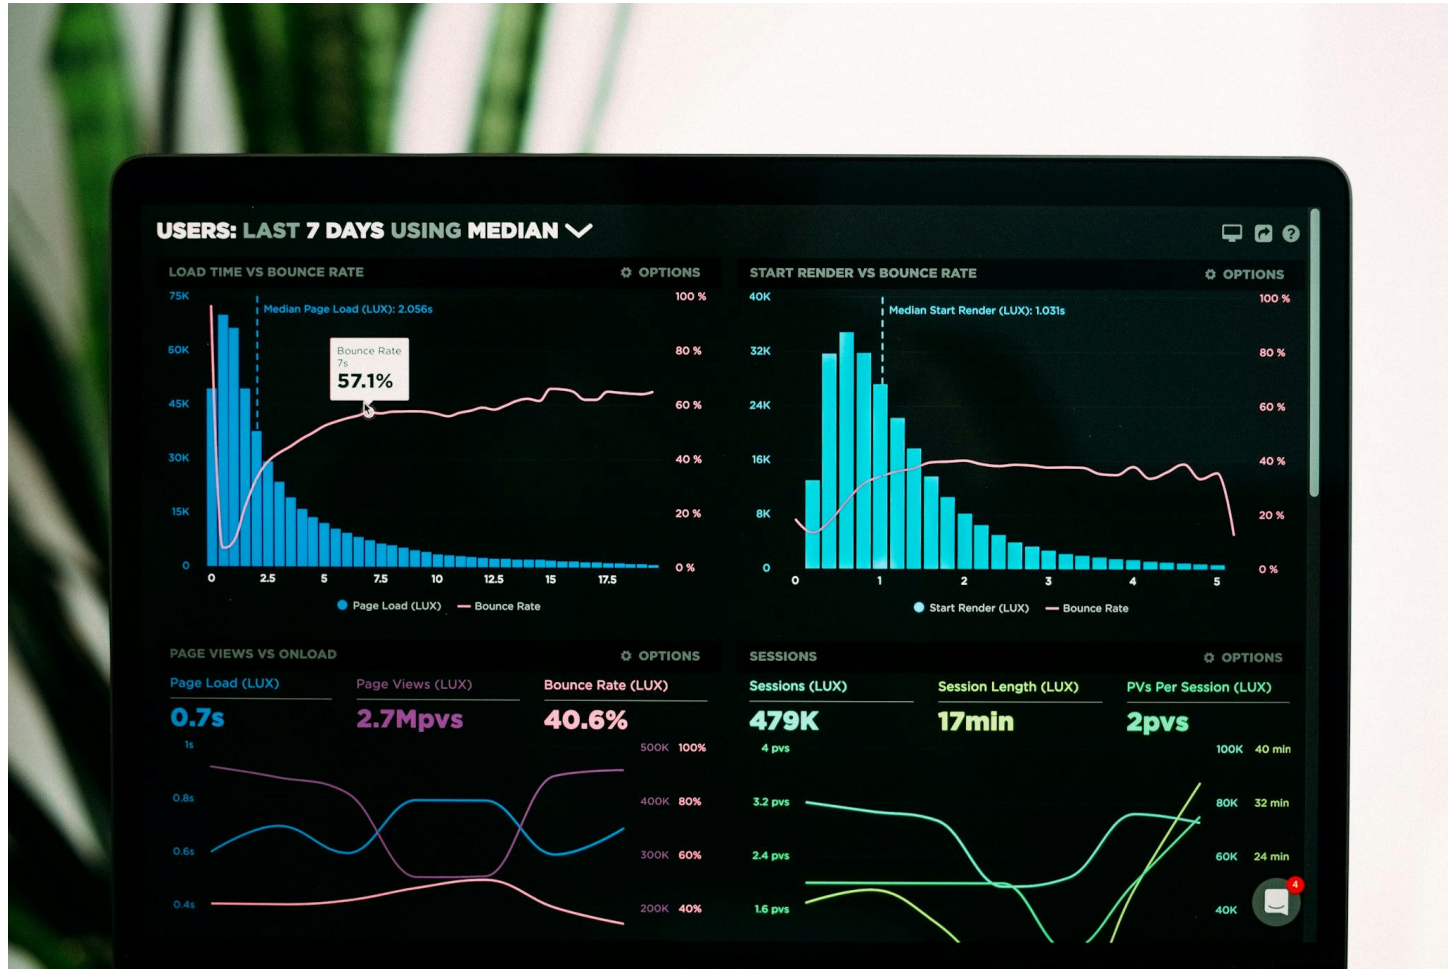 USERS: LAST 7 DAYS USING MEDIAN
LOAD TIME VS BOUNCE RATE
OPTIONS
75K
60K
45K
30K
15K
0
Median Page Load (LUX): 2.056s
Bounce Rate
7s
57.1%
100 %
80 %
60 %
40 %
20 %
0 %
0 2.5 5 7.5 10 12.5 15 17.5
Page Load (LUX) Bounce Rate
START RENDER VS BOUNCE RATE
OPTIONS
40K
32K
24K
16K
8K
0
Median Start Render (LUX): 1.031s
100 %
80 %
60 %
40 %
20 %
0 %
0 1 2 3 4 5
Start Render (LUX) Bounce Rate
PAGE VIEWS VS ONLOAD
OPTIONS
Page Load (LUX) Page Views (LUX) Bounce Rate (LUX)
0.7s 2.7Mpvs 40.6%
1s
0.8s
0.6s
0.4s
500K 100%
400K 80%
300K 60%
200K 40%
SESSIONS
OPTIONS
Sessions (LUX) Session Length (LUX) PVs Per Session (LUX)
479K 17min 2pvs
4 pvs
3.2 pvs
2.4 pvs
1.6 pvs
100K 40 min
80K 32 min
60K 24 min
40K
4